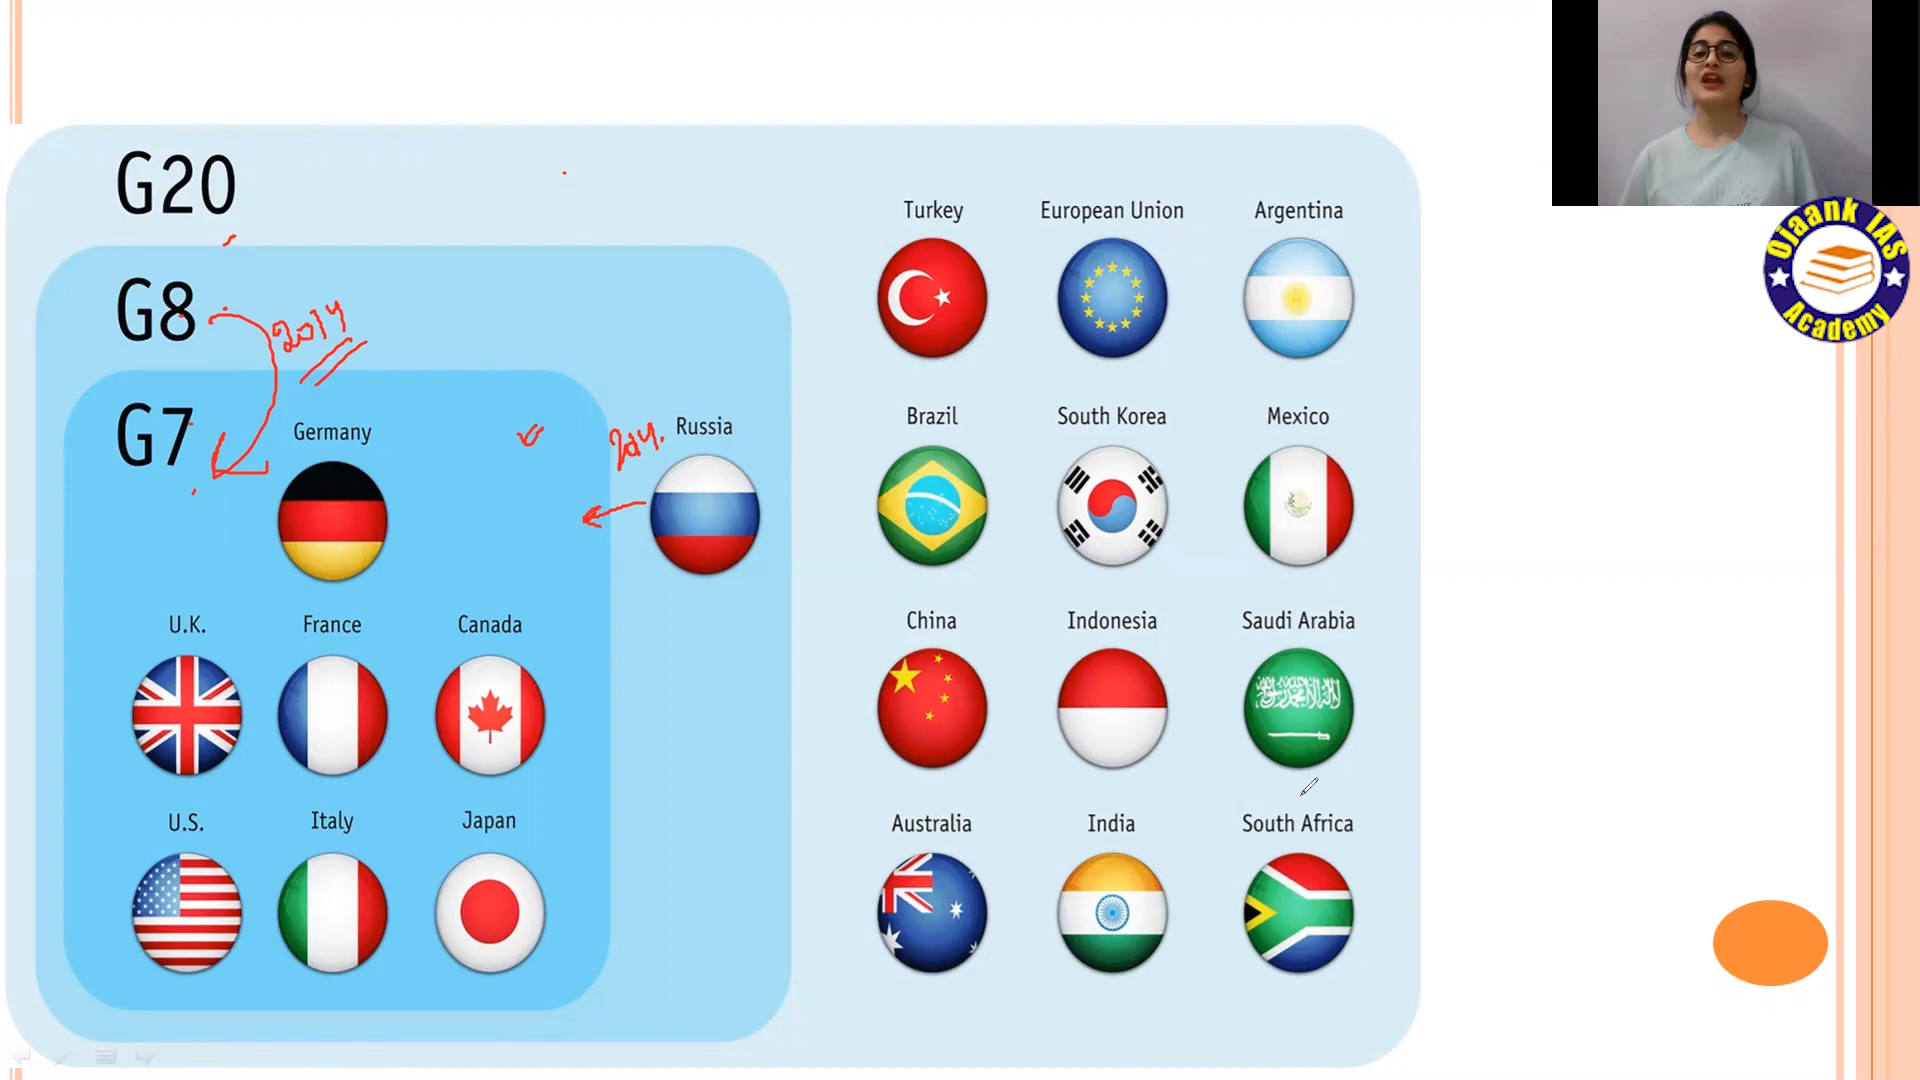 G20
Turkey
European Union
Argentina
G8
2014
G7
Germany
2014.
Russia
Brazil
South Korea
Mexico
U.K.
France
Canada
China
Indonesia
Saudi Arabia
U.S.
Italy
Japan
Australia
India
South Africa
Ojaank IAS
Academy